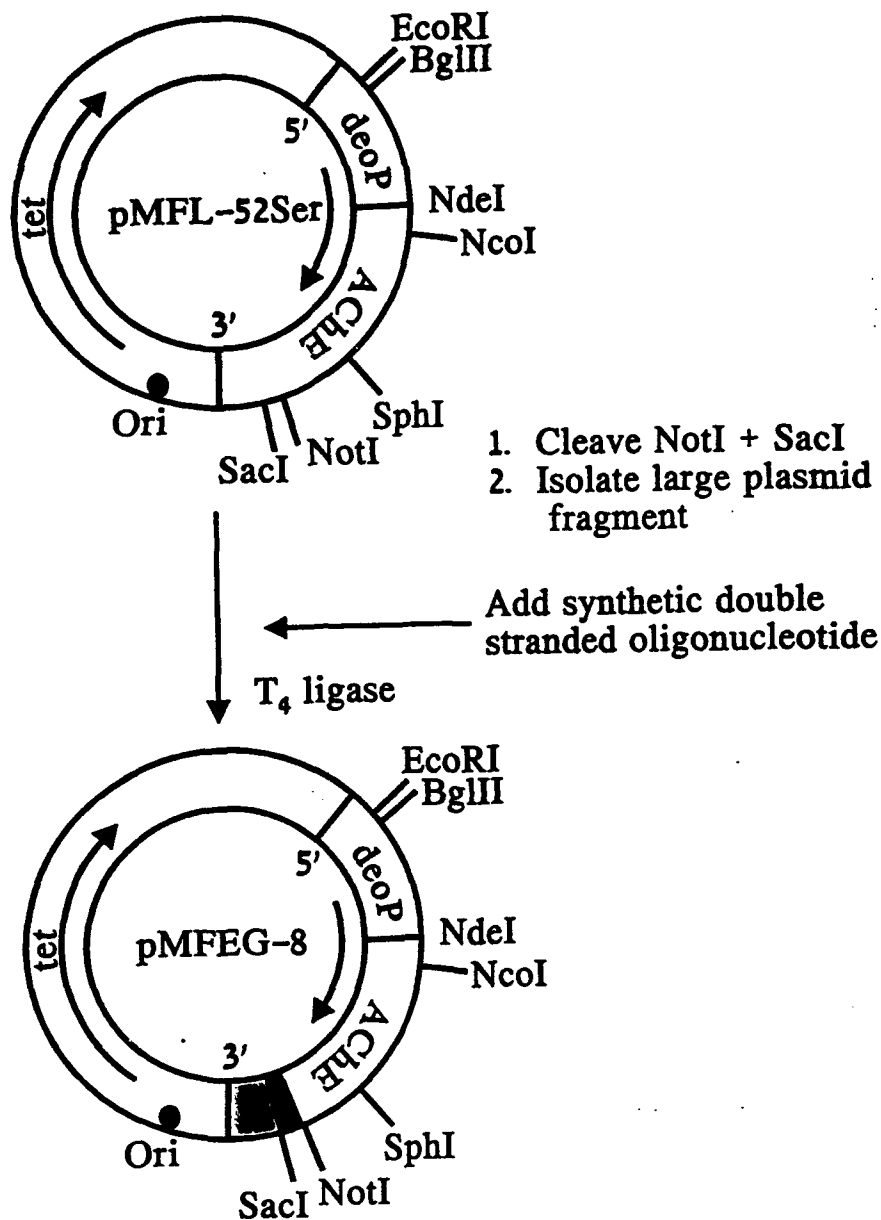 EcoRI
BglII
5'
deoP
tet
pMFL-52Ser
NdeI
NcoI
AChE
3'
Ori
SphI
SacI
NotI
1. Cleave NotI + SacI
2. Isolate large plasmid
fragment
Add synthetic double
stranded oligonucleotide
T₄ ligase
EcoRI
BglII
5'
deoP
tet
pMFEG-8
NdeI
NcoI
AChE
3'
Ori
SphI
SacI
NotI